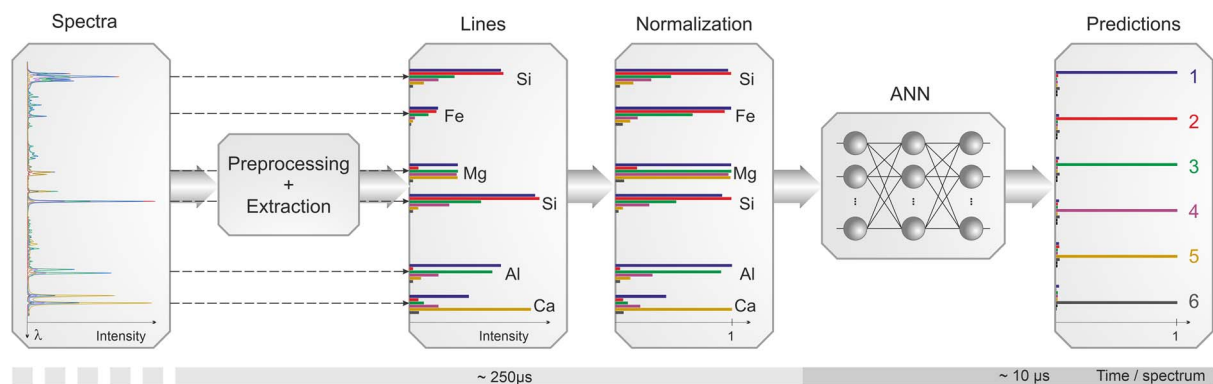 Spectra
Lines
Normalization
Predictions
ANN
Preprocessing
+
Extraction
λ
Si
Fe
Mg
Si
Al
Ca
Intensity
Si
Fe
Mg
Si
Al
Ca
1
...
...
...
1
2
3
4
5
6
1
Intensity
~ 250µs
~ 10 µs
Time / spectrum